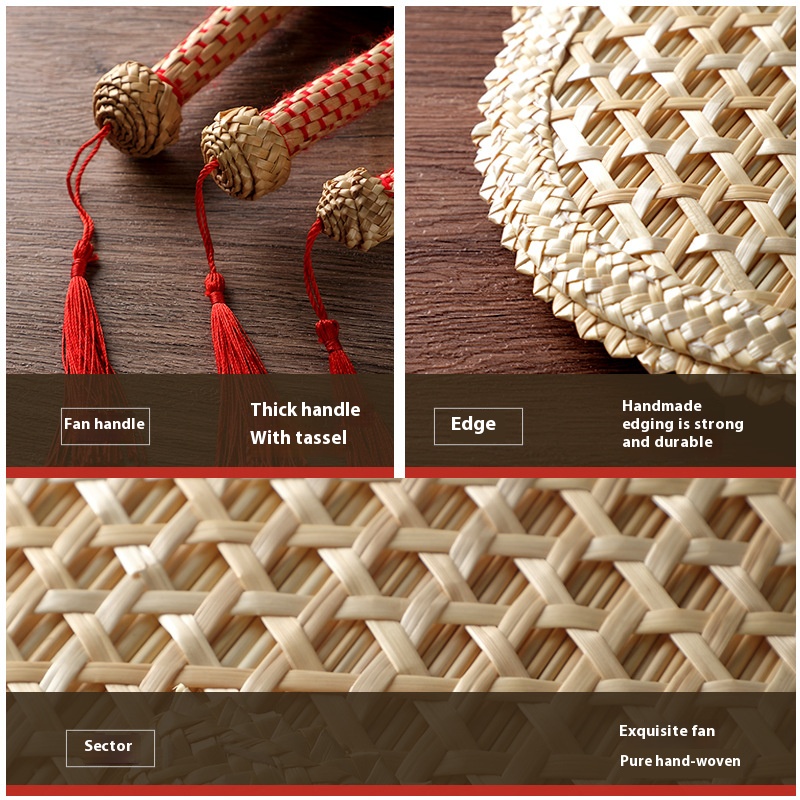 Fan handle
Thick handle
With tassel
Edge
Handmade
edging is strong
and durable
Sector
Exquisite fan
Pure hand-woven